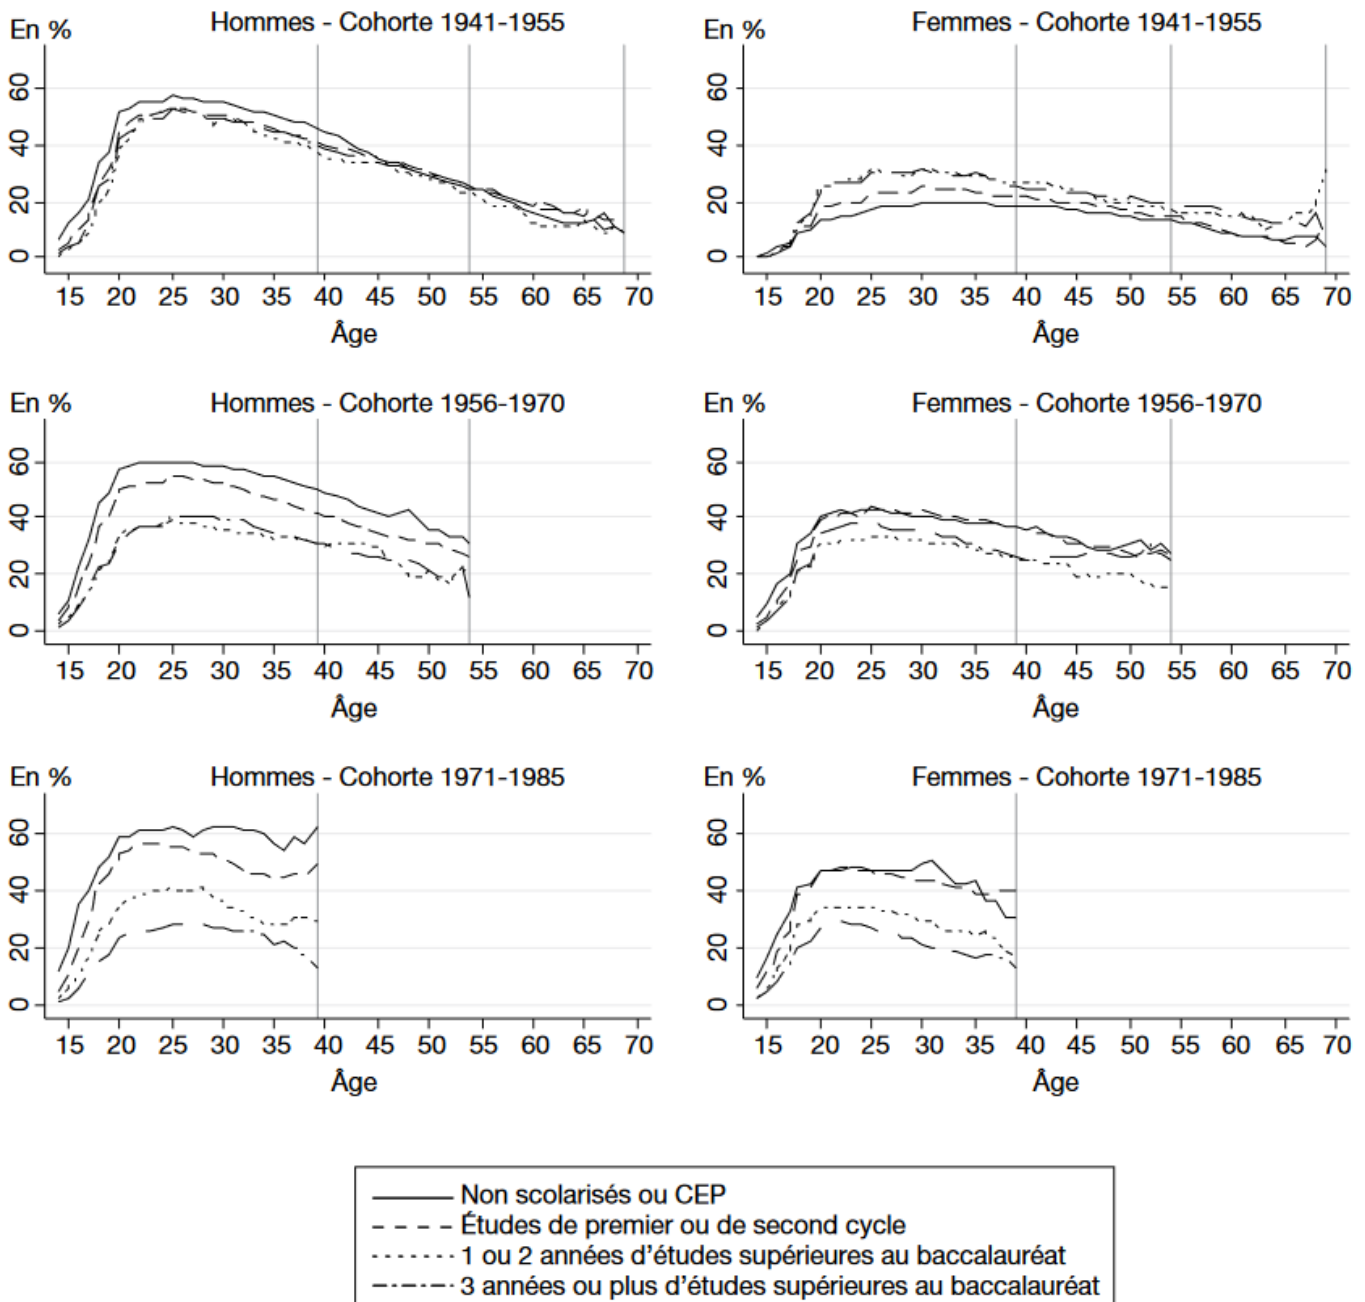 En % Hommes - Cohorte 1941-1955
60
40
20
0
15 20 25 30 35 40 45 50 55 60 65 70
Âge
En % Femmes - Cohorte 1941-1955
60
40
20
0
15 20 25 30 35 40 45 50 55 60 65 70
Âge
En % Hommes - Cohorte 1956-1970
60
40
20
0
15 20 25 30 35 40 45 50 55 60 65 70
Âge
En % Femmes - Cohorte 1956-1970
60
40
20
0
15 20 25 30 35 40 45 50 55 60 65 70
Âge
En % Hommes - Cohorte 1971-1985
60
40
20
0
15 20 25 30 35 40 45 50 55 60 65 70
Âge
En % Femmes - Cohorte 1971-1985
60
40
20
0
15 20 25 30 35 40 45 50 55 60 65 70
Âge
Non scolarisés ou CEP
Études de premier ou de second cycle
1 ou 2 années d'études supérieures au baccalauréat
3 années ou plus d'études supérieures au baccalauréat